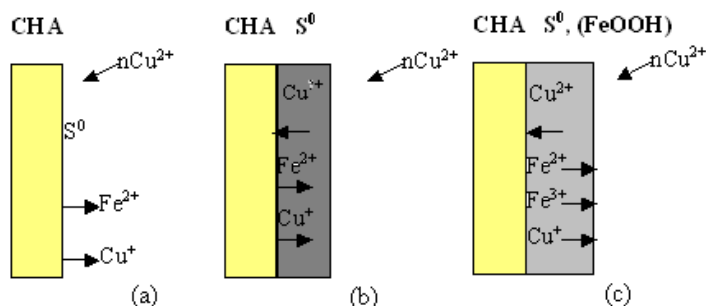 CHA
nCu²⁺
S⁰
Fe²⁺
Cu⁺
(a)
CHA S⁰
nCu²⁺
Cu²⁺
Fe²⁺
Cu⁺
(b)
CHA S⁰, (FeOOH)
nCu²⁺
Cu²⁺
Fe²⁺
Fe³⁺
Cu⁺
(c)